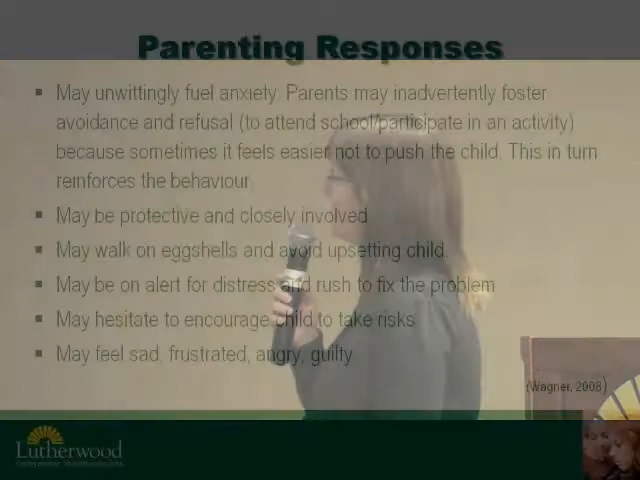 Parenting Responses
▪ May unwittingly fuel anxiety. Parents may inadvertently foster
avoidance and refusal (to attend school/participate in an activity)
because sometimes it feels easier not to push the child. This in turn
reinforces the behaviour.
▪ May be protective and closely involved
▪ May walk on eggshells and avoid upsetting child.
▪ May be on alert for distress and rush to fix the problem
▪ May hesitate to encourage child to take risks
▪ May feel sad, frustrated, angry, guilty
(Wagner, 2008)
Lutherwood